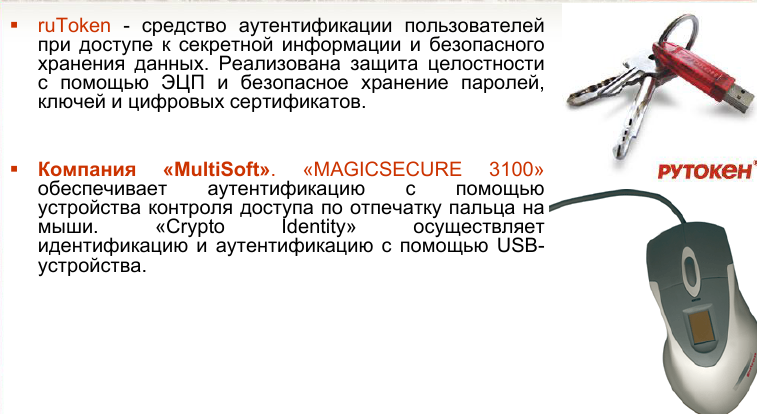 ruToken - средство аутентификации пользователей
при доступе к секретной информации и безопасного
хранения данных. Реализована защита целостности
с помощью ЭЦП и безопасное хранение паролей,
ключей и цифровых сертификатов.
Компания «MultiSoft». «MAGICSECURE 3100»
обеспечивает аутентификацию с помощью
устройства контроля доступа по отпечатку пальца на
мыши. «Crypto Identity» осуществляет
идентификацию и аутентификацию с помощью USB-
устройства.
РУТОКЕН